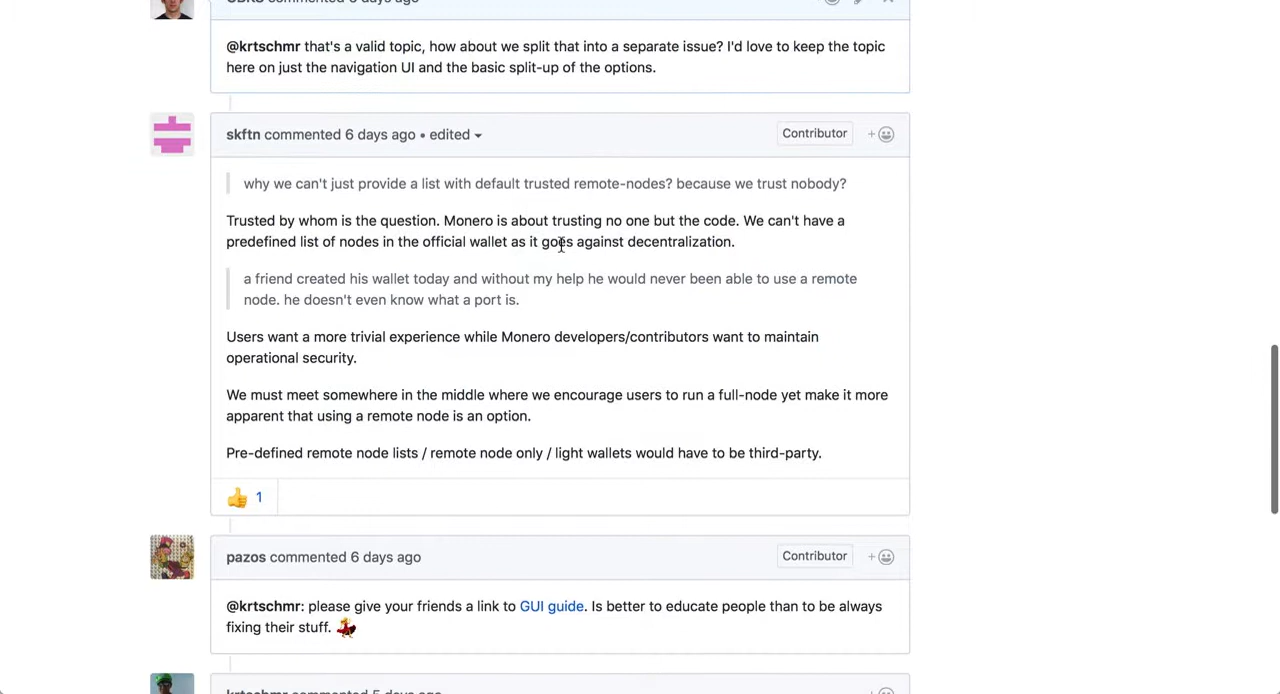 commented 6 days ago
@krtschmr that's a valid topic, how about we split that into a separate issue? I'd love to keep the topic
here on just the navigation UI and the basic split-up of the options.
skftn commented 6 days ago • edited
Contributor
why we can't just provide a list with default trusted remote-nodes? because we trust nobody?
Trusted by whom is the question. Monero is about trusting no one but the code. We can't have a
predefined list of nodes in the official wallet as it goes against decentralization.
a friend created his wallet today and without my help he would never been able to use a remote
node. he doesn't even know what a port is.
Users want a more trivial experience while Monero developers/contributors want to maintain
operational security.
We must meet somewhere in the middle where we encourage users to run a full-node yet make it more
apparent that using a remote node is an option.
Pre-defined remote node lists / remote node only / light wallets would have to be third-party.
1
pazos commented 6 days ago
Contributor
@krtschmr: please give your friends a link to GUI guide. Is better to educate people than to be always
fixing their stuff.
krtschmr commented 5 days ago